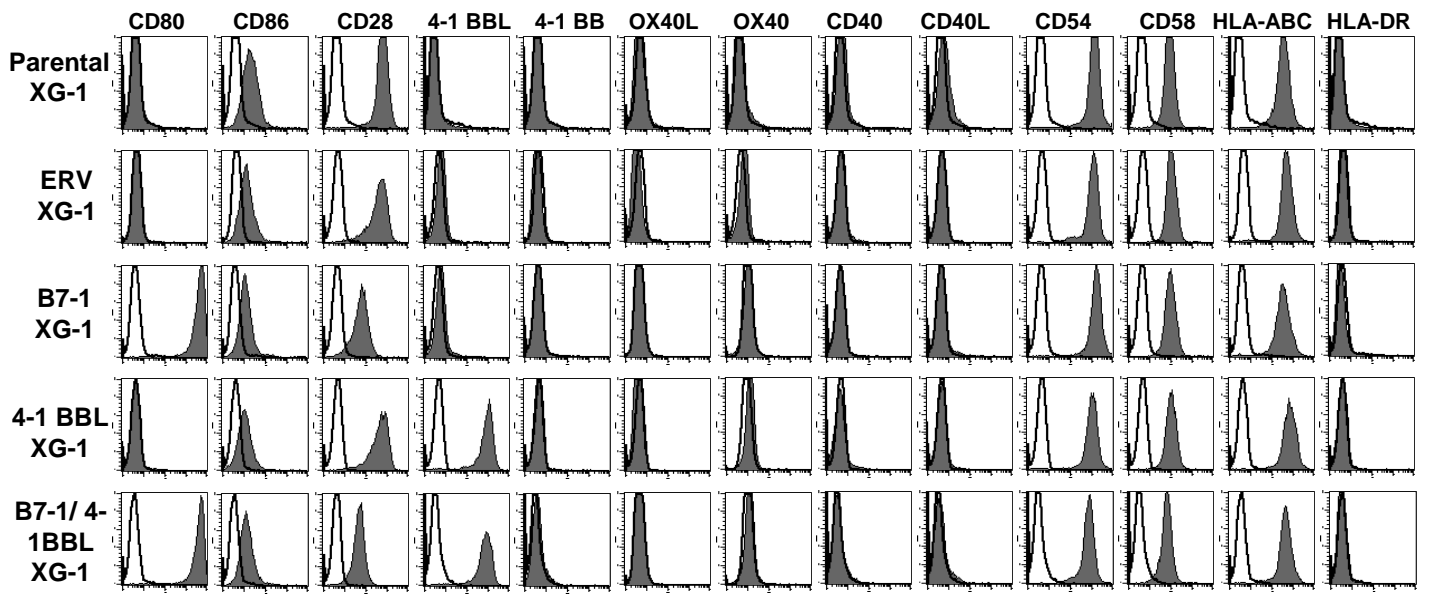 CD80 CD86 CD28 4-1 BBL 4-1 BB OX40L OX40 CD40 CD40L CD54 CD58 HLA-ABC HLA-DR
Parental
XG-1
ERV
XG-1
B7-1
XG-1
4-1 BBL
XG-1
B7-1/ 4-
1BBL
XG-1